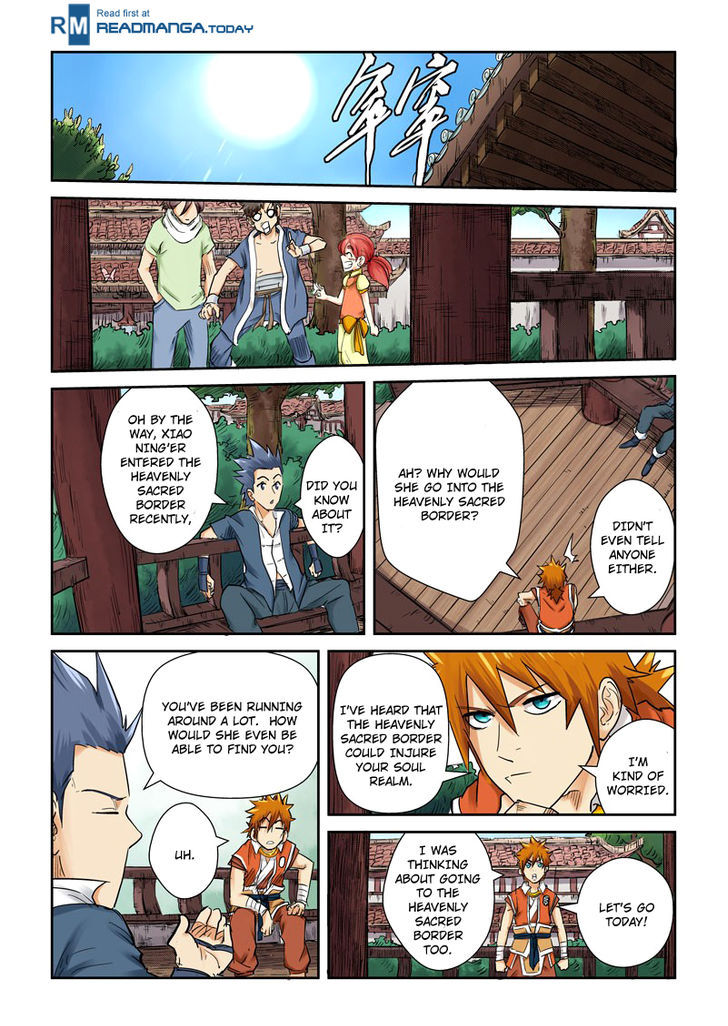 RM
Read first at
READMANGA.TODAY
OH BY THE
WAY, XIAO
NING'ER
ENTERED THE
HEAVENLY
SACRED
BORDER
RECENTLY,
DID YOU
KNOW
ABOUT
IT?
AH? WHY WOULD
SHE GO INTO THE
HEAVENLY SACRED
BORDER?
DIDN'T
EVEN TELL
ANYONE
EITHER.
YOU'VE BEEN RUNNING
AROUND A LOT. HOW
WOULD SHE EVEN BE
ABLE TO FIND YOU?
UH.
I'VE HEARD THAT
THE HEAVENLY
SACRED BORDER
COULD INJURE
YOUR SOUL
REALM.
I'M
KIND OF
WORRIED.
I WAS
THINKING
ABOUT GOING
TO THE
HEAVENLY
SACRED
BORDER
TOO.
LET'S GO
TODAY!